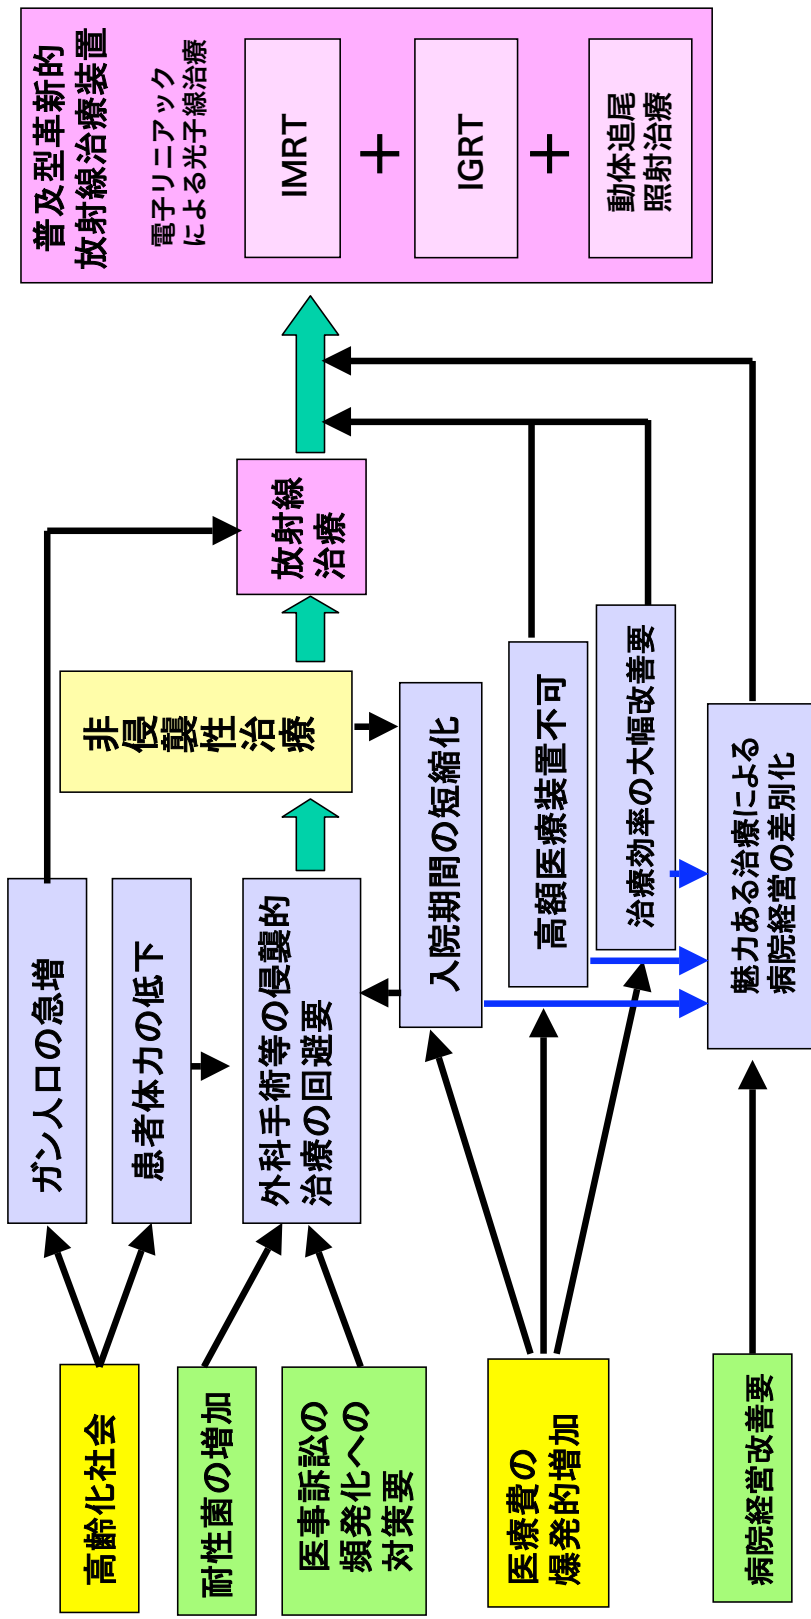 高齢化社会
耐性菌の増加
医事訴訟の
頻発化への
対策要
医療費の
爆発的増加
病院経営改善要
ガン人口の急増
患者体力の低下
外科手術等の侵襲的
治療の回避要
入院期間の短縮化
高額医療装置不可
治療効率の大幅改善要
魅力ある治療による
病院経営の差別化
非侵襲性治療
放射線
治療
普及型革新的
放射線治療装置
電子リニアック
による光子線治療
IMRT
+
IGRT
+
動体追尾
照射治療